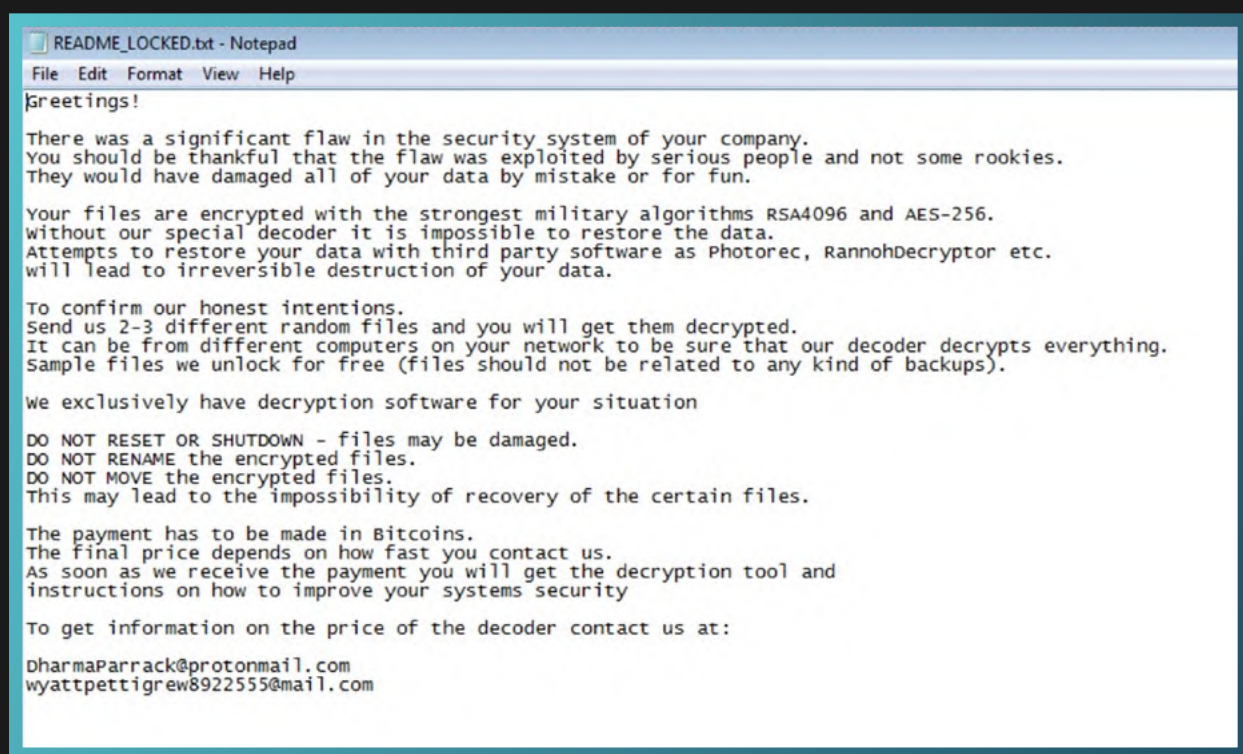 README_LOCKED.txt - Notepad
File Edit Format View Help
Greetings!
There was a significant flaw in the security system of your company.
You should be thankful that the flaw was exploited by serious people and not some rookies.
They would have damaged all of your data by mistake or for fun.
Your files are encrypted with the strongest military algorithms RSA4096 and AES-256.
Without our special decoder it is impossible to restore the data.
Attempts to restore your data with third party software as Photorec, RannohDecryptor etc.
will lead to irreversible destruction of your data.
To confirm our honest intentions.
Send us 2-3 different random files and you will get them decrypted.
It can be from different computers on your network to be sure that our decoder decrypts everything.
Sample files we unlock for free (files should not be related to any kind of backups).
We exclusively have decryption software for your situation
DO NOT RESET OR SHUTDOWN - files may be damaged.
DO NOT RENAME the encrypted files.
DO NOT MOVE the encrypted files.
This may lead to the impossibility of recovery of the certain files.
The payment has to be made in Bitcoins.
The final price depends on how fast you contact us.
As soon as we receive the payment you will get the decryption tool and
instructions on how to improve your systems security
To get information on the price of the decoder contact us at:
DharmaParrack@protonmail.com
wyattpettigrew8922555@mail.com